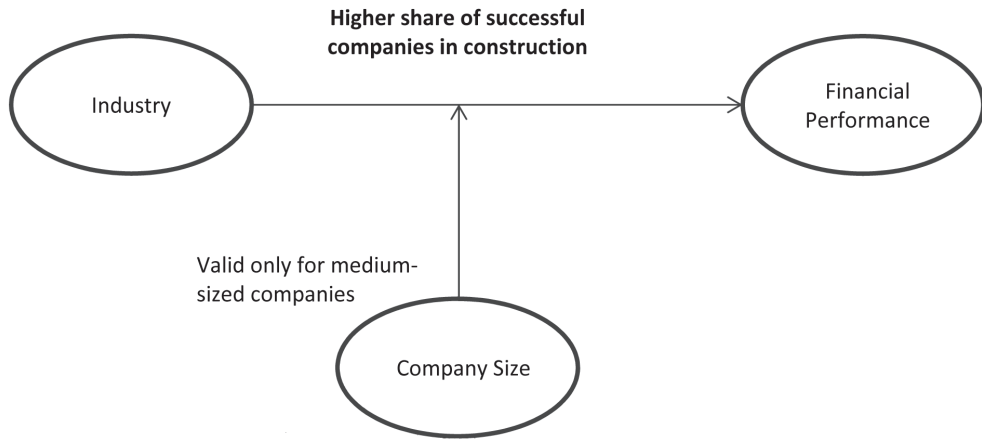 Higher share of successful
companies in construction
Industry
Financial
Performance
Valid only for medium-
sized companies
Company Size